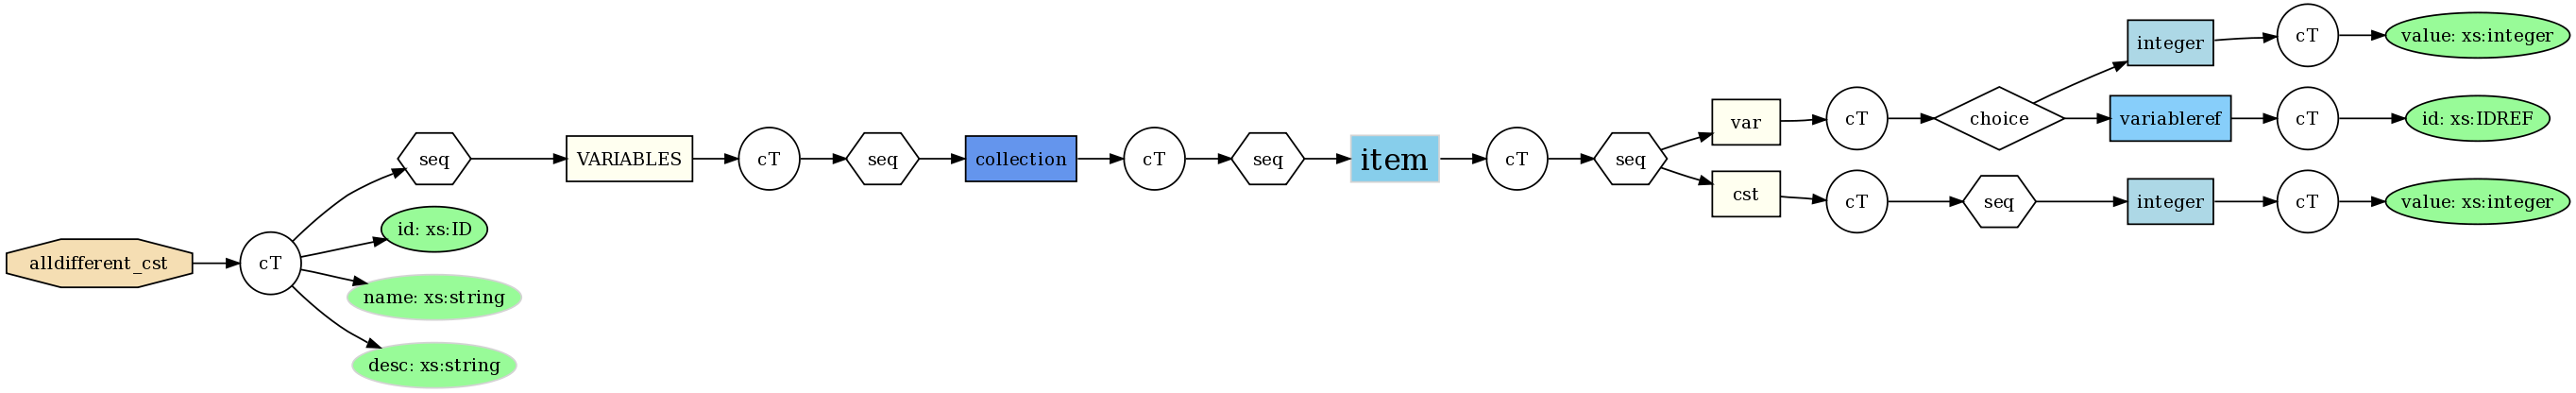 alldifferent_cst
cT
seq
id: xs:ID
name: xs:string
desc: xs:string
VARIABLES
cT
seq
collection
cT
seq
item
cT
seq
var
cT
choice
integer
cT
value: xs:integer
variableref
cT
id: xs:IDREF
cst
cT
seq
integer
cT
value: xs:integer